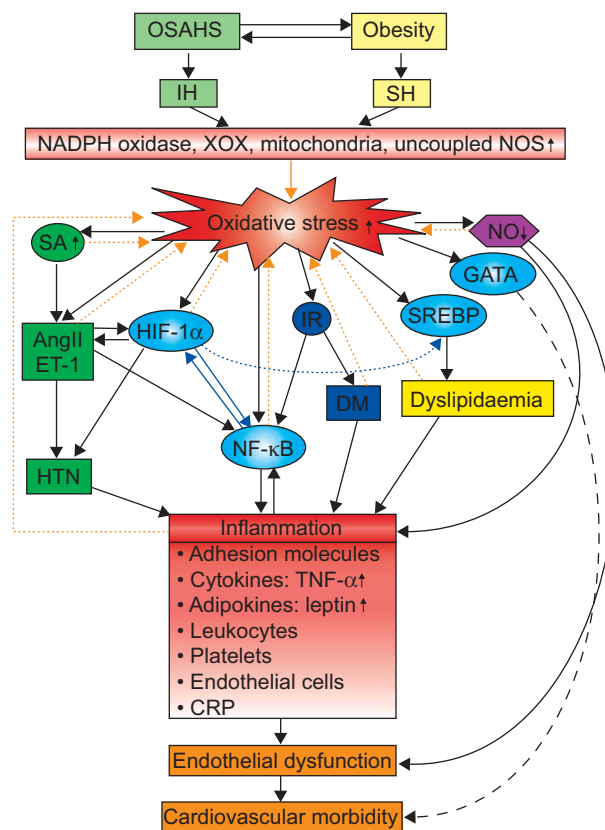 OSAHS
Obesity
IH
SH
NADPH oxidase, XOX, mitochondria, uncoupled NOS↑
Oxidative stress ↑
SA ↑
NO↓
GATA
AngII
ET-1
HIF-1α
IR
SREBP
DM
Dyslipidaemia
HTN
NF-κB
Inflammation
• Adhesion molecules
• Cytokines: TNF-α↑
• Adipokines: leptin ↑
• Leukocytes
• Platelets
• Endothelial cells
• CRP
Endothelial dysfunction
Cardiovascular morbidity